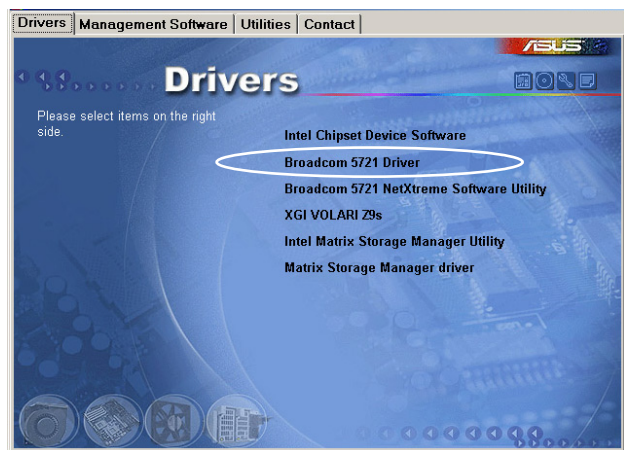 Drivers Management Software Utilities Contact
ASUS
Drivers
Please select items on the right
side.
Intel Chipset Device Software
Broadcom 5721 Driver
Broadcom 5721 NetXtreme Software Utility
XGI VOLARI Z9s
Intel Matrix Storage Manager Utility
Matrix Storage Manager driver